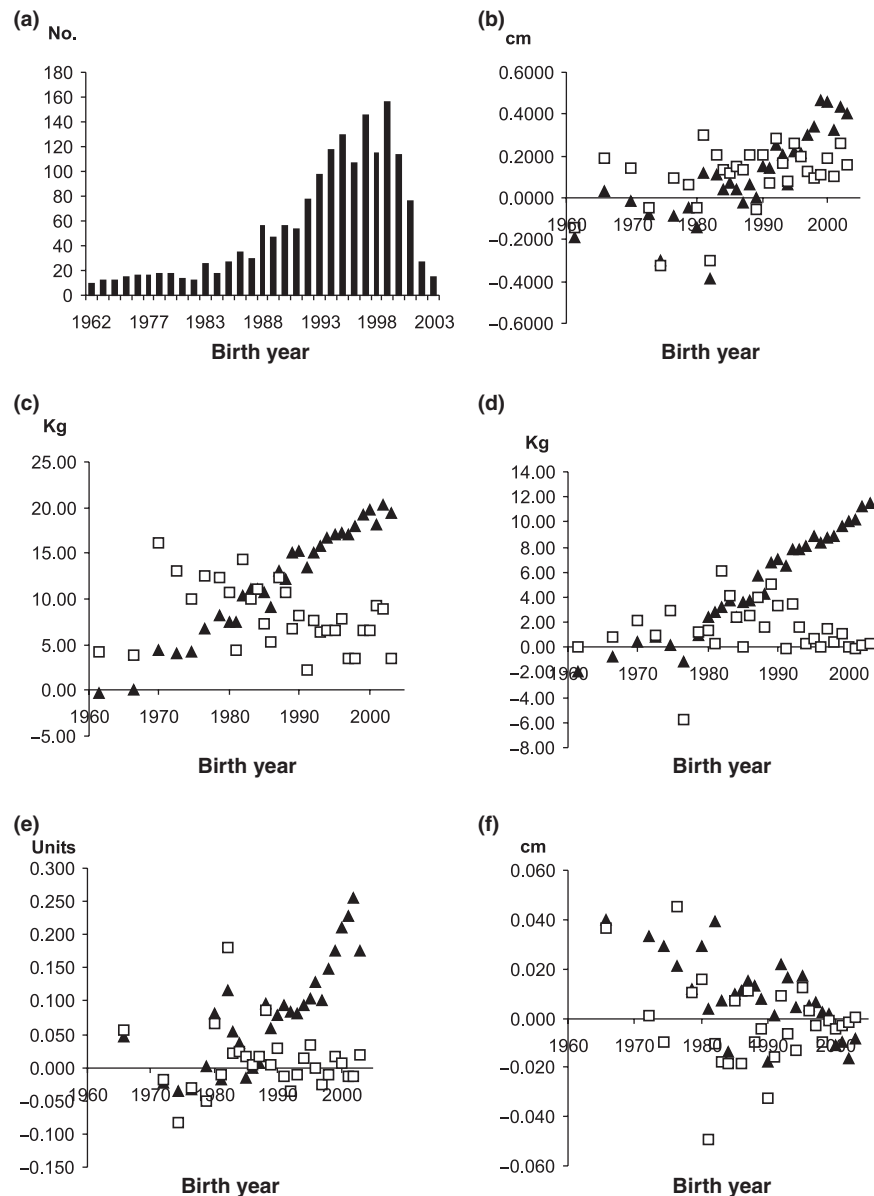 (a)
No.
180
160
140
120
100
80
60
40
20
0
1962 1977 1983 1988 1993 1998 2003
Birth year
(b)
cm
0.6000
0.4000
0.2000
0.0000
1960 1970 1980 1990 2000
−0.2000
−0.4000
−0.6000
Birth year
(c)
Kg
25.00
20.00
15.00
10.00
5.00
0.00
1960 1970 1980 1990 2000
−5.00
Birth year
(d)
Kg
14.00
12.00
10.00
8.00
6.00
4.00
2.00
0.00
1960 1970 1980 1990 2000
−2.00
−4.00
−6.00
−8.00
Birth year
(e)
Units
0.300
0.250
0.200
0.150
0.100
0.050
0.000
1960 1970 1980 1990 2000
−0.050
−0.100
−0.150
Birth year
(f)
cm
0.060
0.040
0.020
0.000
1960 1970 1980 1990 2000
−0.020
−0.040
−0.060
Birth year